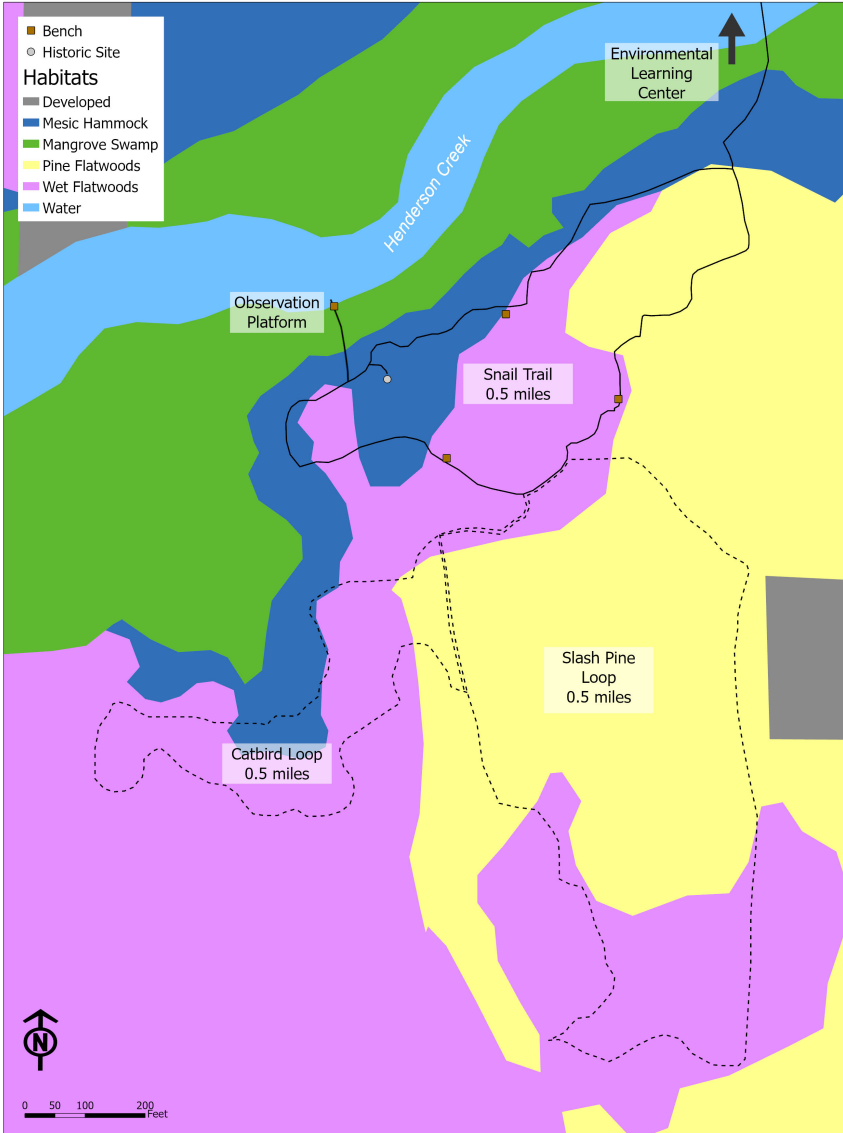 Bench
Historic Site
Habitats
Developed
Mesic Hammock
Mangrove Swamp
Pine Flatwoods
Wet Flatwoods
Water
Environmental
Learning
Center
Henderson Creek
Observation
Platform
Snail Trail
0.5 miles
Slash Pine
Loop
0.5 miles
Catbird Loop
0.5 miles
N
0 50 100 200
Feet